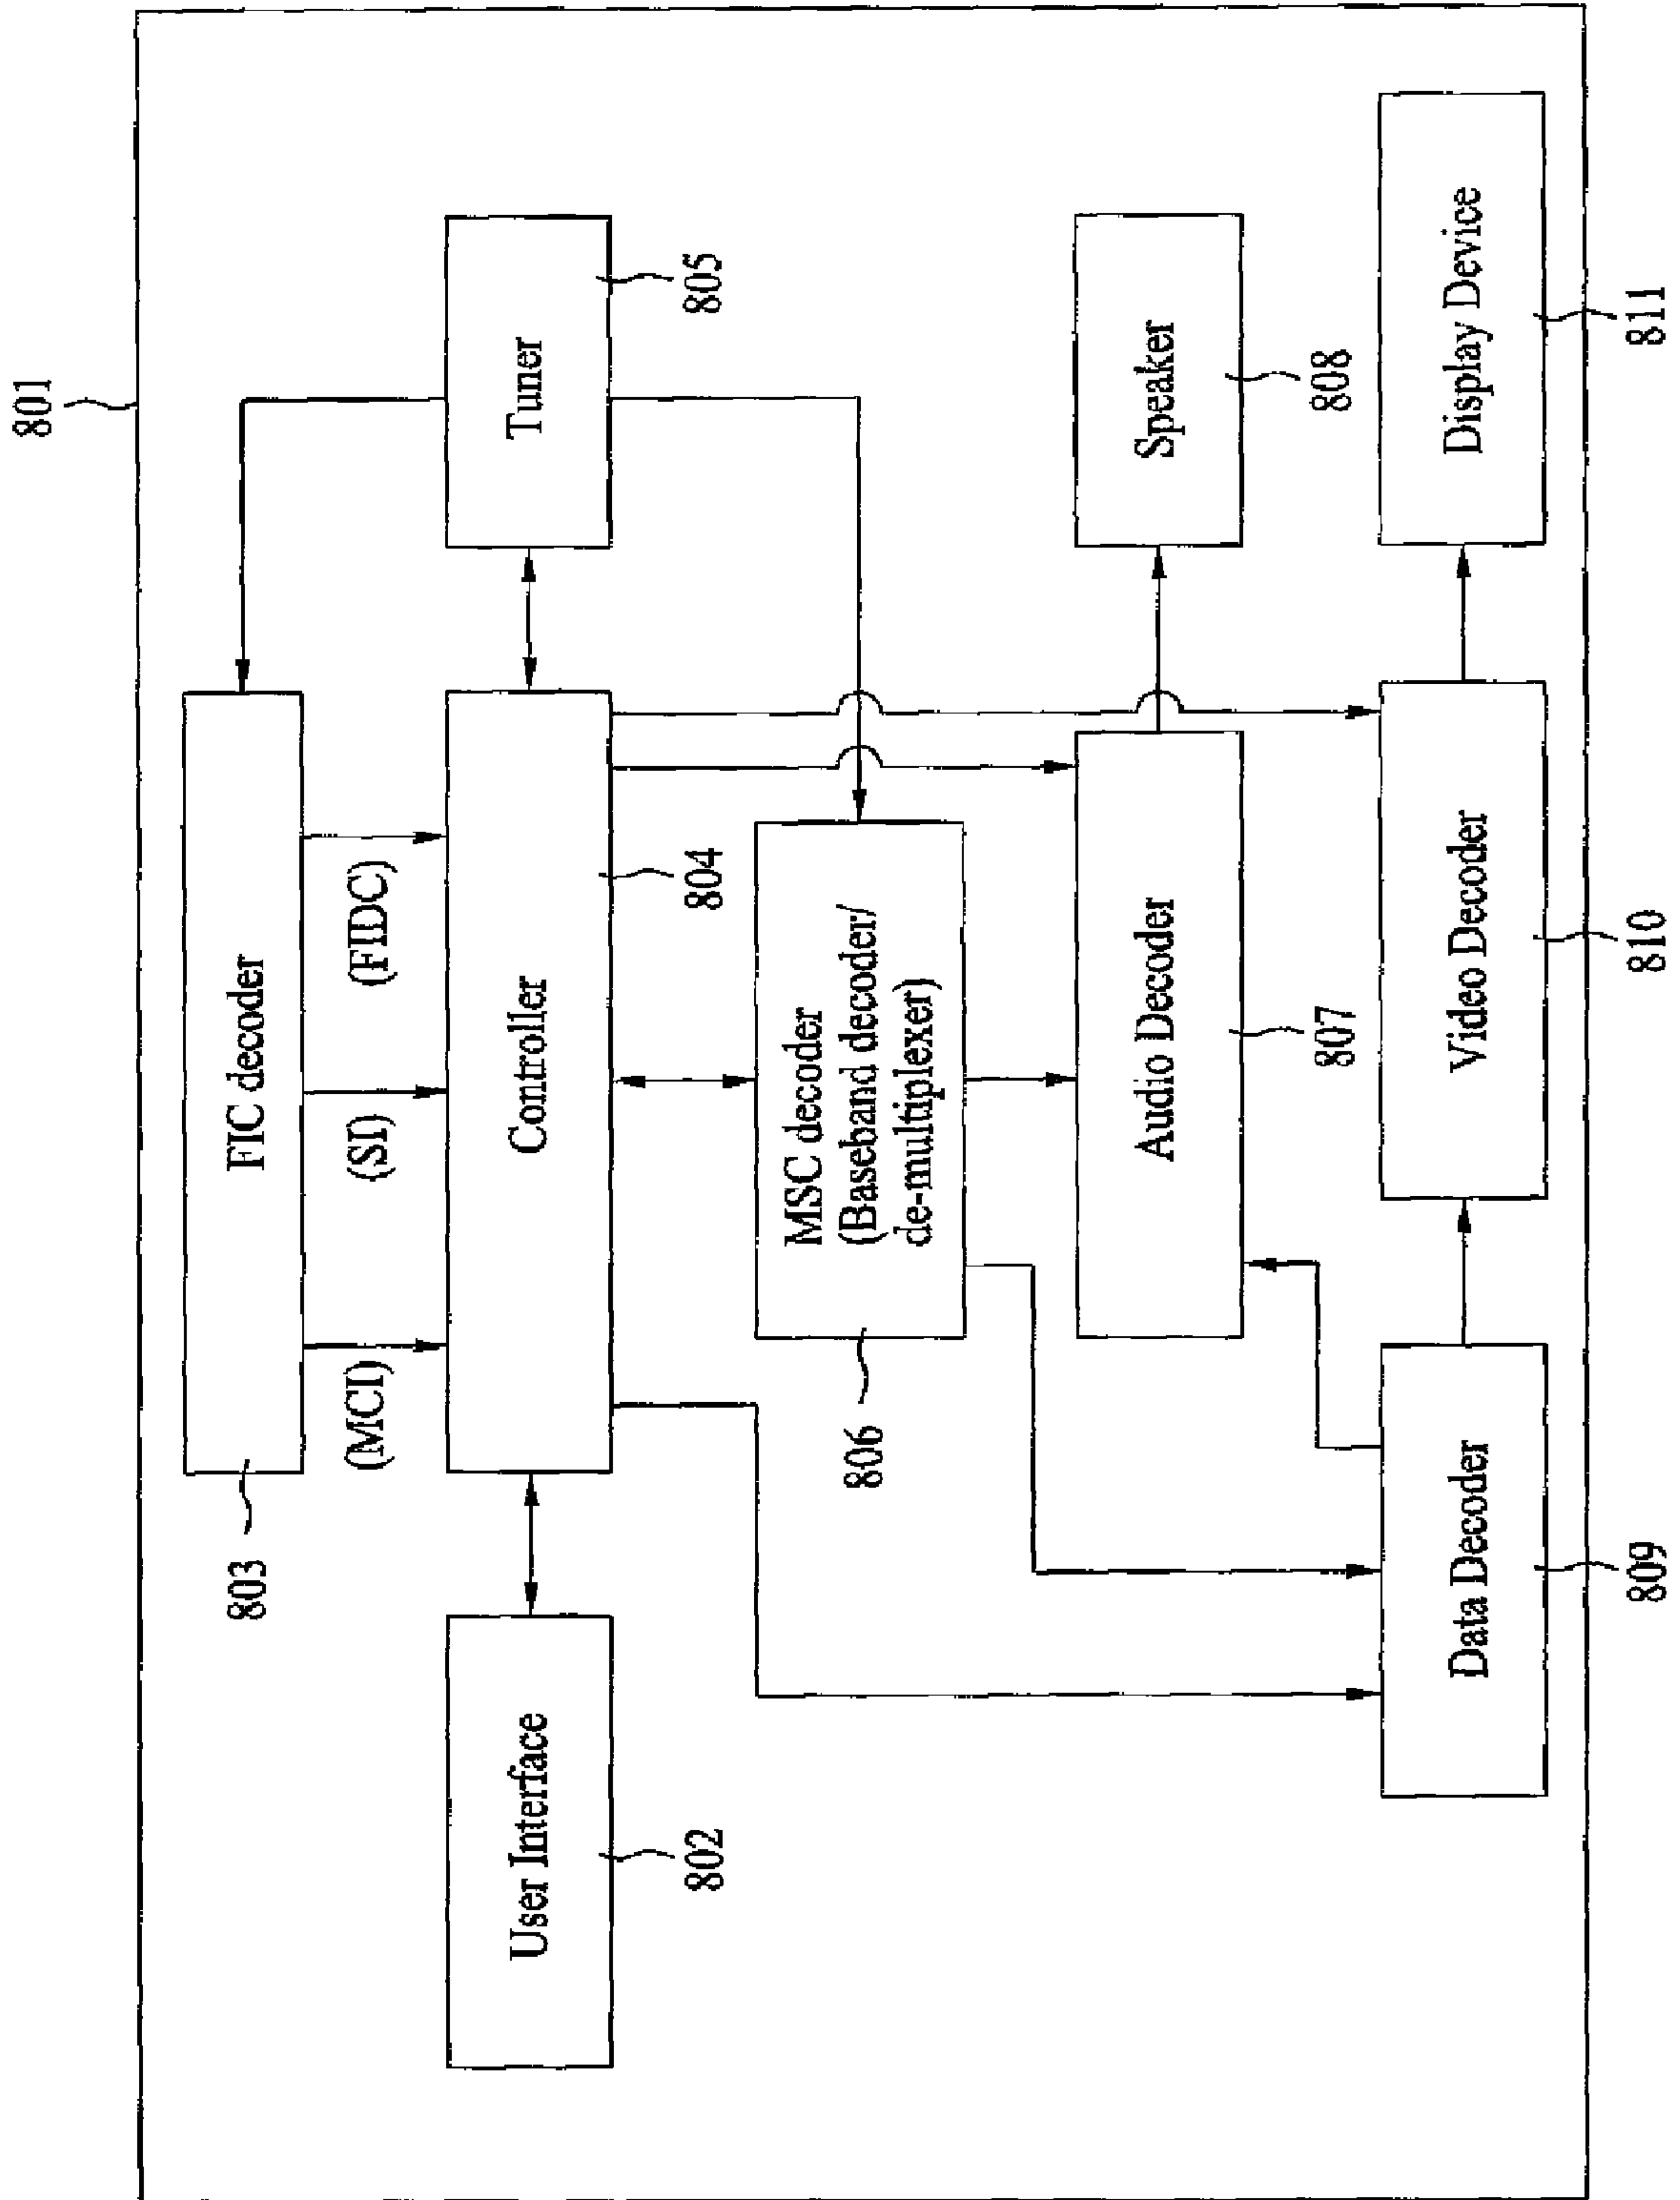 801
803
FIC decoder
(MCI)
(SI)
(FIDC)
User Interface
Controller
Tuner
802
804
805
806
MSC decoder
(Baseband decoder/
de-multiplexer)
Audio Decoder
Speaker
807
808
Data Decoder
Video Decoder
Display Device
809
810
811